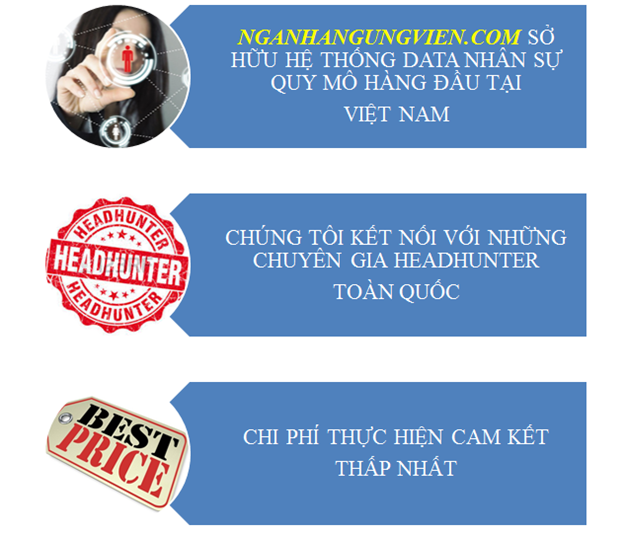 NGANHANGUNGVIEN.COM SỞ
HỮU HỆ THỐNG DATA NHÂN SỰ
QUY MÔ HÀNG ĐẦU TẠI
VIỆT NAM
HEADHUNTER
HEADHUNTER
HEADHUNTER
CHÚNG TÔI KẾT NỐI VỚI NHỮNG
CHUYÊN GIA HEADHUNTER
TOÀN QUỐC
BEST
PRICE
CHI PHÍ THỰC HIỆN CAM KẾT
THẤP NHẤT